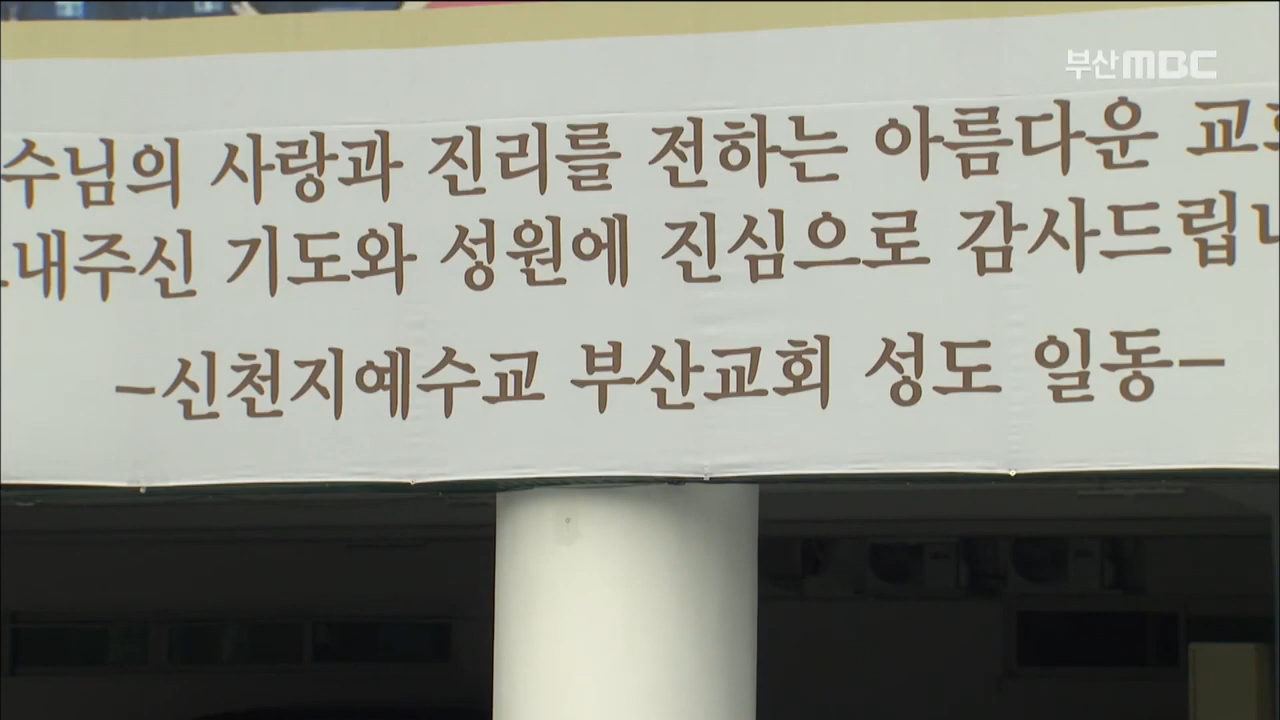 부산MBC
수님의 사랑과 진리를 전하는 아름다운
내주신 기도와 성원에 진심으로 감사드립
-신천지예수교 부산교회 성도 일동-